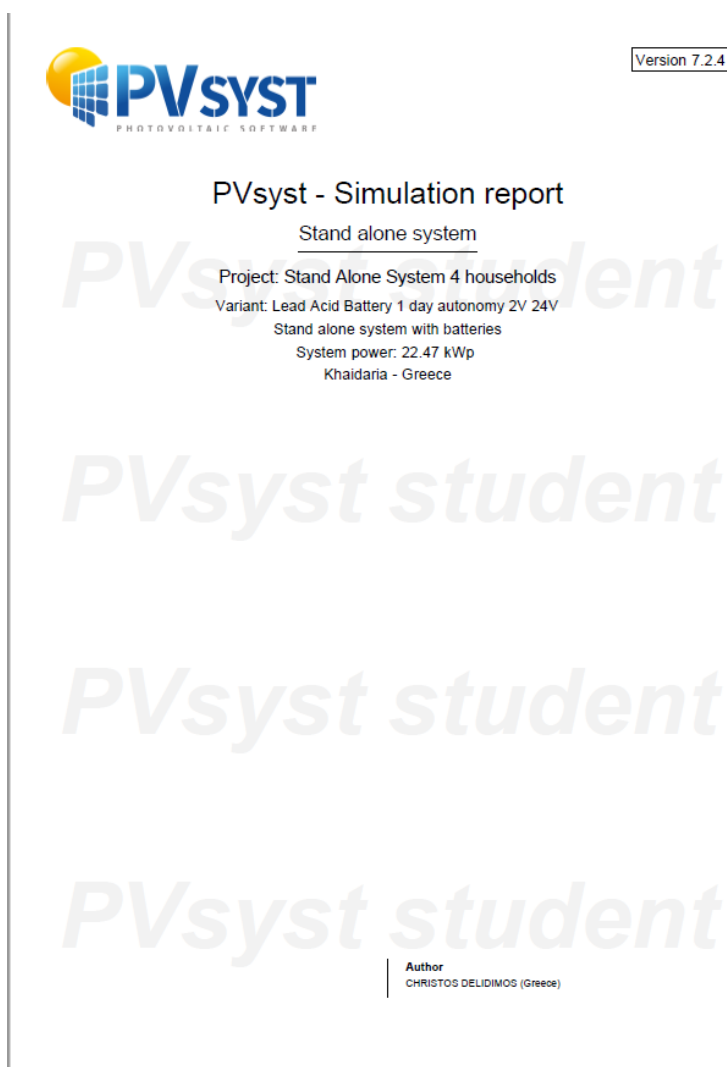 Version 7.2.4
PVSYST
PHOTOVOLTAIC SOFTWARE
PVsyst - Simulation report
Stand alone system
PVsyst student
Project: Stand Alone System 4 households
Variant: Lead Acid Battery 1 day autonomy 2V 24V
Stand alone system with batteries
System power: 22.47 kWp
Khaidaria - Greece
PVsyst student
PVsyst student
PVsyst student
Author
CHRISTOS DELIDIMOS (Greece)